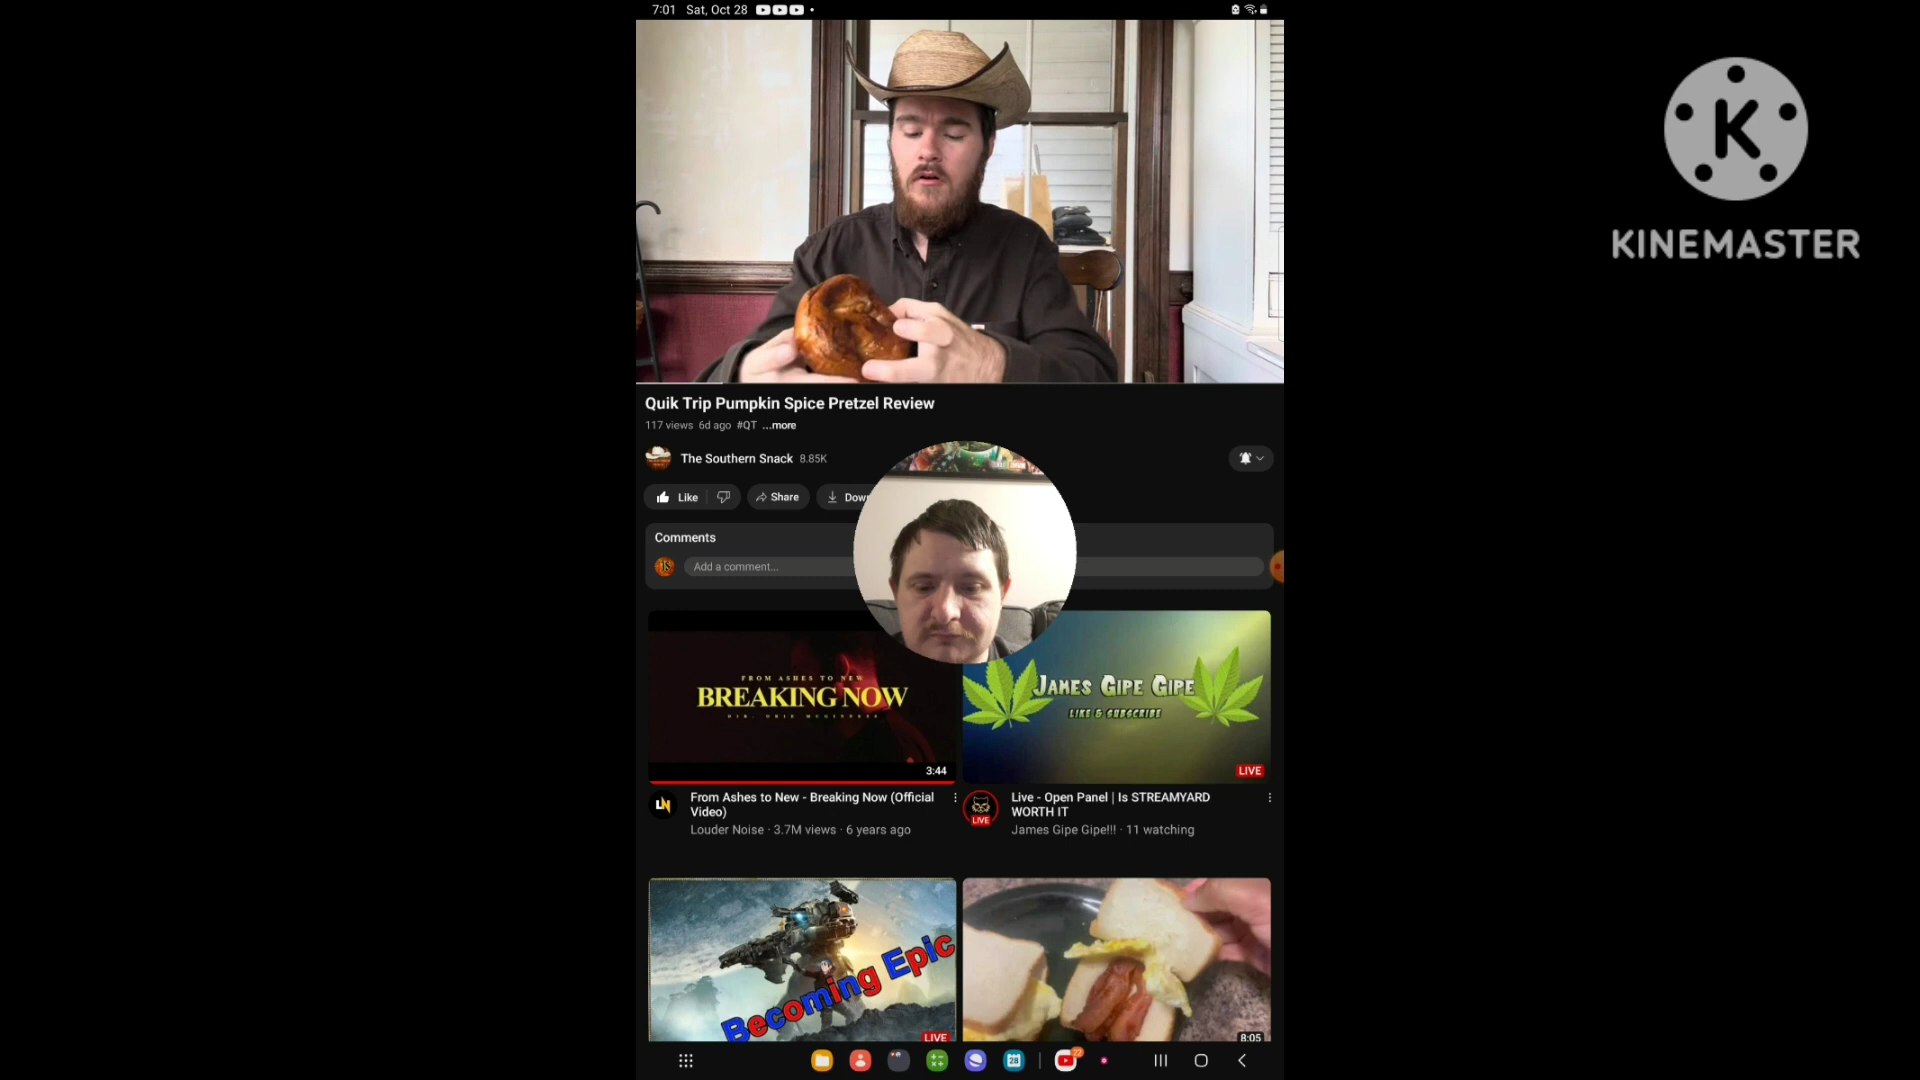 7:01 Sat, Oct 28
KINEMASTER
Quik Trip Pumpkin Spice Pretzel Review
117 views 6d ago #QT ...more
The Southern Snack 8.85K
Like
Share
Comments
Add a comment...
FROM ASHES TO NEW
BREAKING NOW
3:44
JAMES GIPE GIPE
LIKE & SUBSCRIBE
LIVE
From Ashes to New - Breaking Now (Official
Video)
Louder Noise · 3.7M views · 6 years ago
LIVE
Live - Open Panel | Is STREAMYARD
WORTH IT
James Gipe Gipe!!! · 11 watching
Becoming Epic
LIVE
8:05
28
22